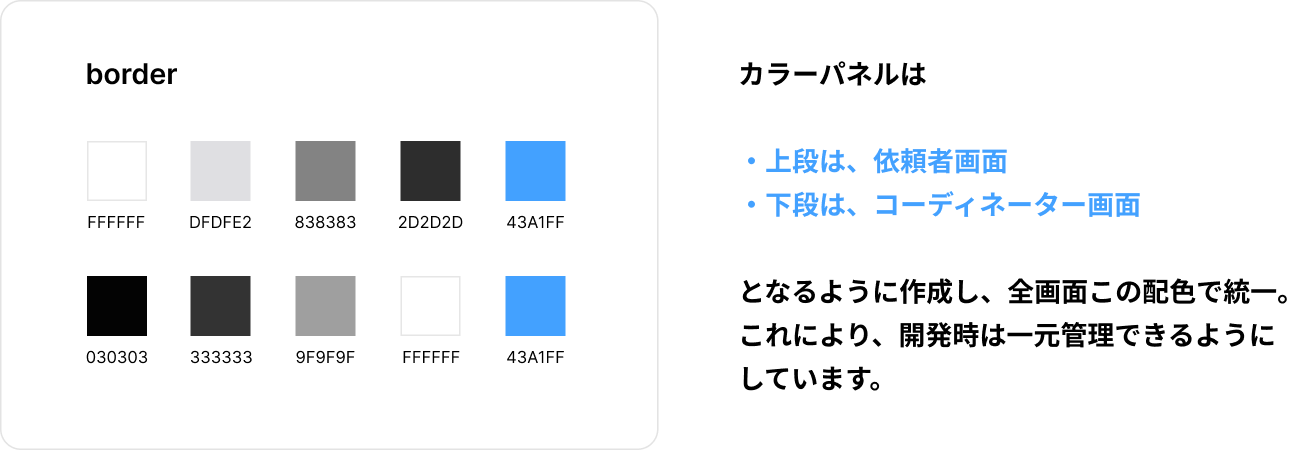 border
FFFFFF
DFDFE2
838383
2D2D2D
43A1FF
030303
333333
9F9F9F
FFFFFF
43A1FF
カラーパネルは
・上段は、依頼者画面
・下段は、コーディネーター画面
となるように作成し、全画面この配色で統一。
これにより、開発時は一元管理できるように
しています。